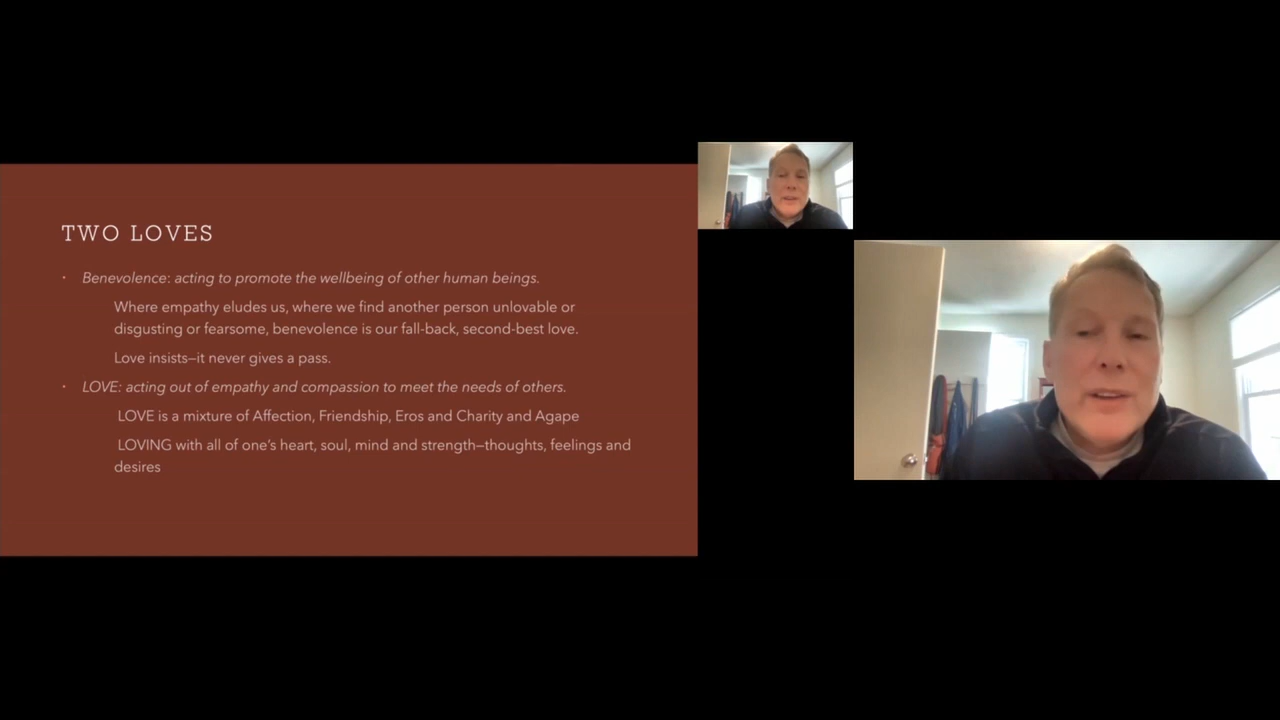 TWO LOVES
• Benevolence: acting to promote the wellbeing of other human beings.
Where empathy eludes us, where we find another person unlovable or
disgusting or fearsome, benevolence is our fall-back, second-best love.
Love insists—it never gives a pass.
• LOVE: acting out of empathy and compassion to meet the needs of others.
LOVE is a mixture of Affection, Friendship, Eros and Charity and Agape
LOVING with all of one's heart, soul, mind and strength—thoughts, feelings and
desires